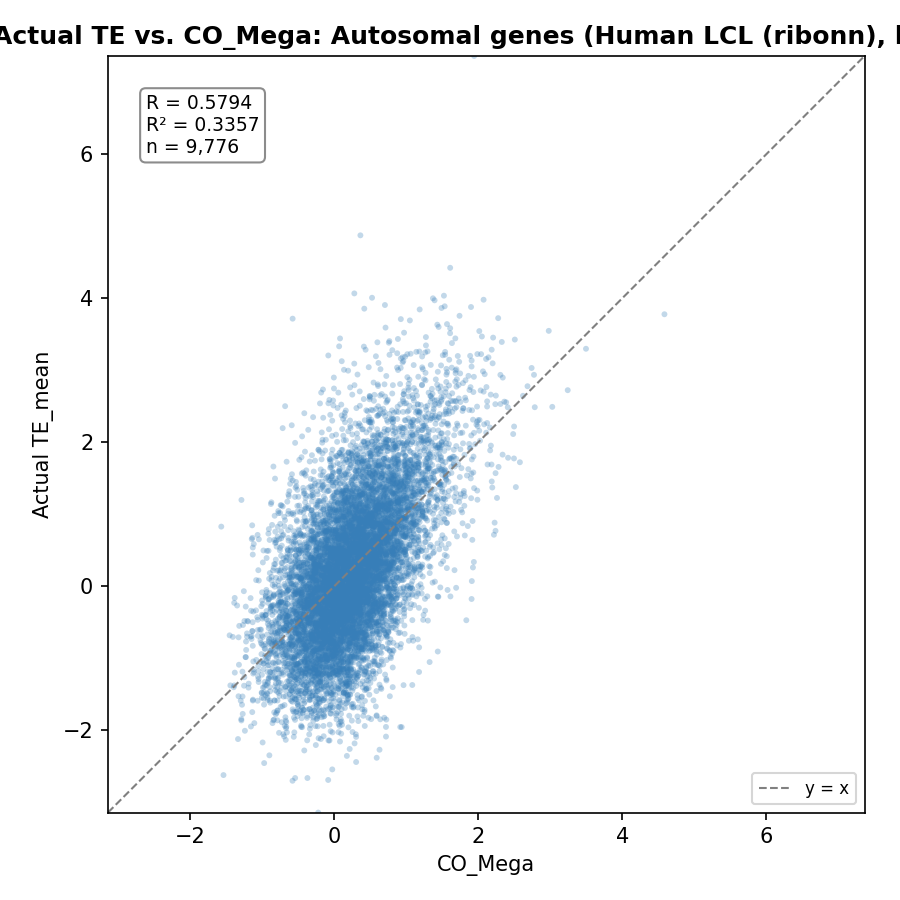 Actual TE vs. CO_Mega: Autosomal genes (Human LCL (ribonn),
R = 0.5794
R² = 0.3357
n = 9,776
6
4
2
0
−2
Actual TE_mean
y = x
−2 0 2 4 6
CO_Mega